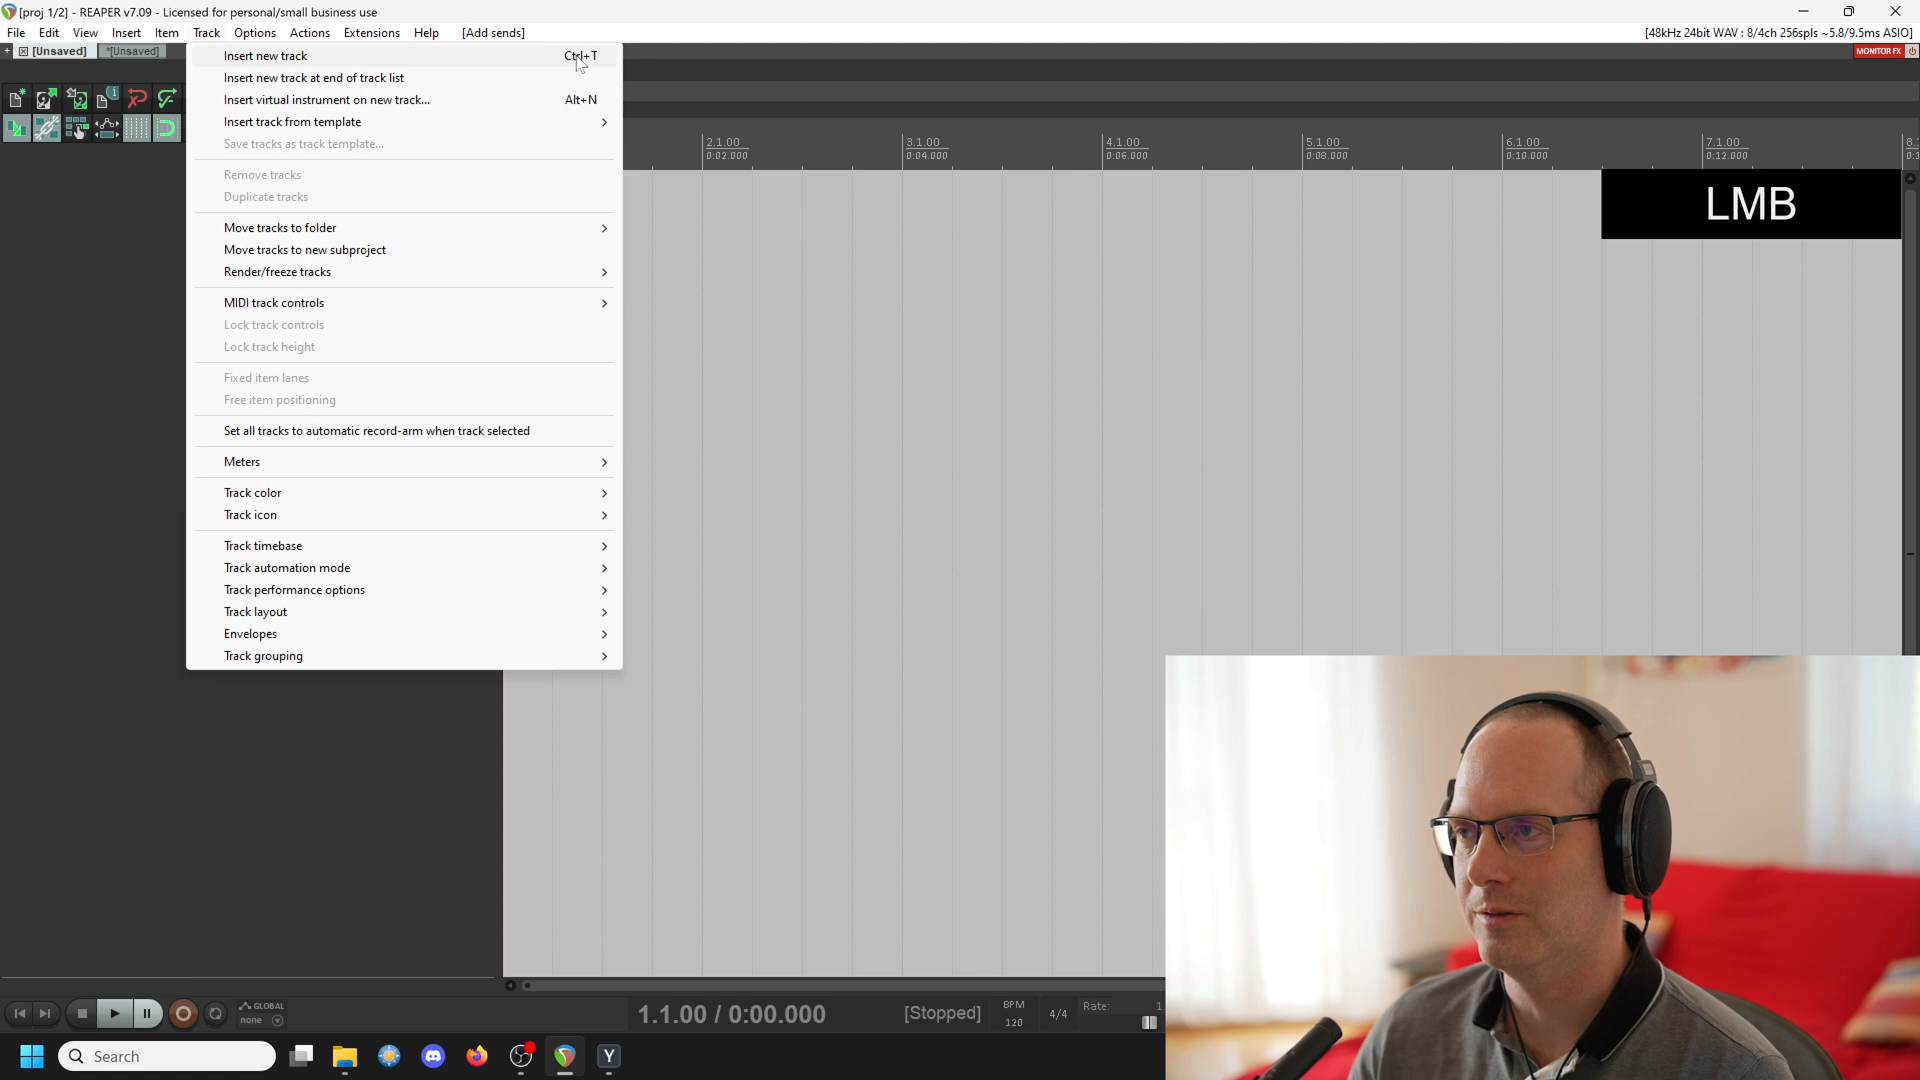 [proj 1/2] - REAPER v7.09 - Licensed for personal/small business use
File Edit View Insert Item Track Options Actions Extensions Help [Add sends]
[48kHz 24bit WAV : 8/4ch 256spls ~5.8/9.5ms ASIO]
+ [Unsaved] *[Unsaved]
MONITOR FX
Insert new track Ctrl+T
Insert new track at end of track list
Insert virtual instrument on new track... Alt+N
Insert track from template
Save tracks as track template...
Remove tracks
Duplicate tracks
Move tracks to folder
Move tracks to new subproject
Render/freeze tracks
MIDI track controls
Lock track controls
Lock track height
Fixed item lanes
Free item positioning
Set all tracks to automatic record-arm when track selected
Meters
Track color
Track icon
Track timebase
Track automation mode
Track performance options
Track layout
Envelopes
Track grouping
2.1.00 3.1.00 4.1.00 5.1.00 6.1.00 7.1.00
0:02.000 0:04.000 0:06.000 0:08.000 0:10.000 0:12.000
LMB
GLOBAL
none
1.1.00 / 0:00.000
[Stopped]
BPM
120
4/4
Rate:
Search